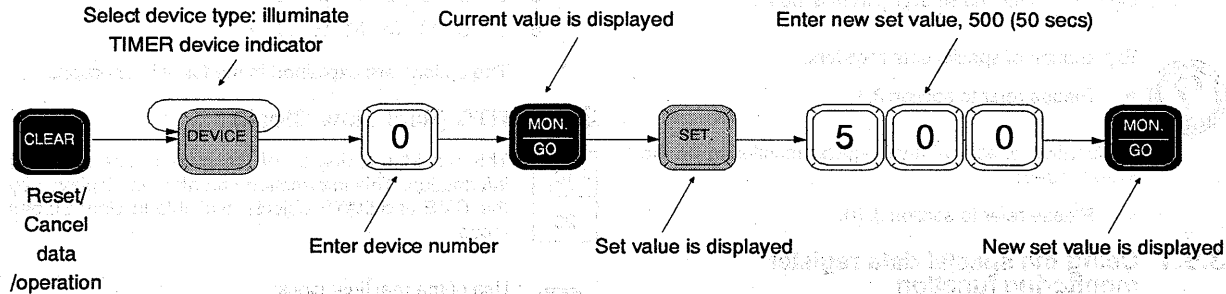 Select device type: illuminate
TIMER device indicator
Current value is displayed
Enter new set value, 500 (50 secs)
CLEAR
DEVICE
0
MON.
GO
SET.
5
0
0
MON.
GO
Reset/
Cancel
data
/operation
Enter device number
Set value is displayed
New set value is displayed